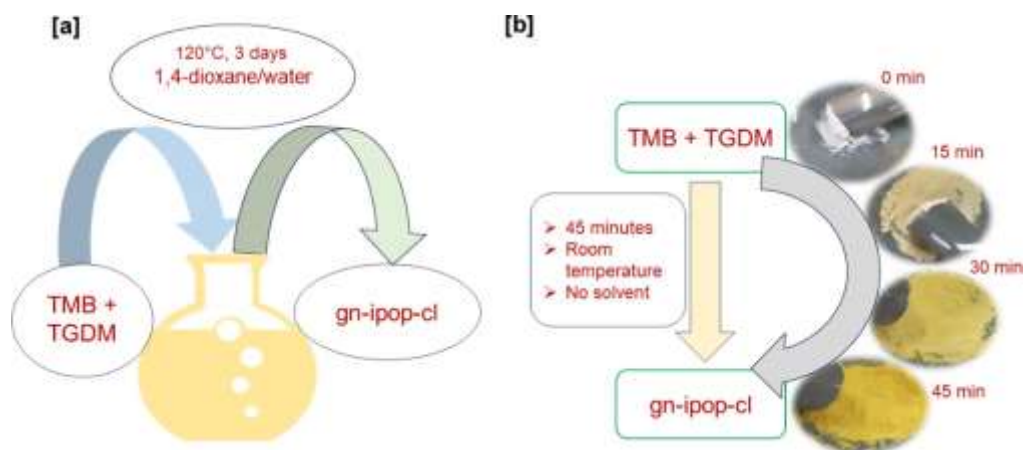 [a]
120°C, 3 days
1,4-dioxane/water
TMB +
TGDM
gn-ipop-cl
[b]
0 min
TMB + TGDM
15 min
➢ 45 minutes
➢ Room
temperature
➢ No solvent
30 min
gn-ipop-cl
45 min